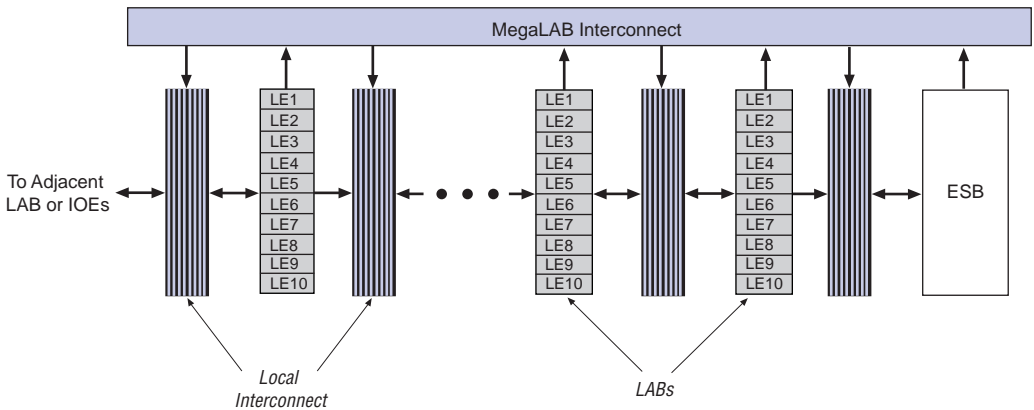 MegaLAB Interconnect
LE1
LE2
LE3
LE4
LE5
LE6
LE7
LE8
LE9
LE10
LE1
LE2
LE3
LE4
LE5
LE6
LE7
LE8
LE9
LE10
LE1
LE2
LE3
LE4
LE5
LE6
LE7
LE8
LE9
LE10
To Adjacent
LAB or IOEs
ESB
Local
Interconnect
LABs